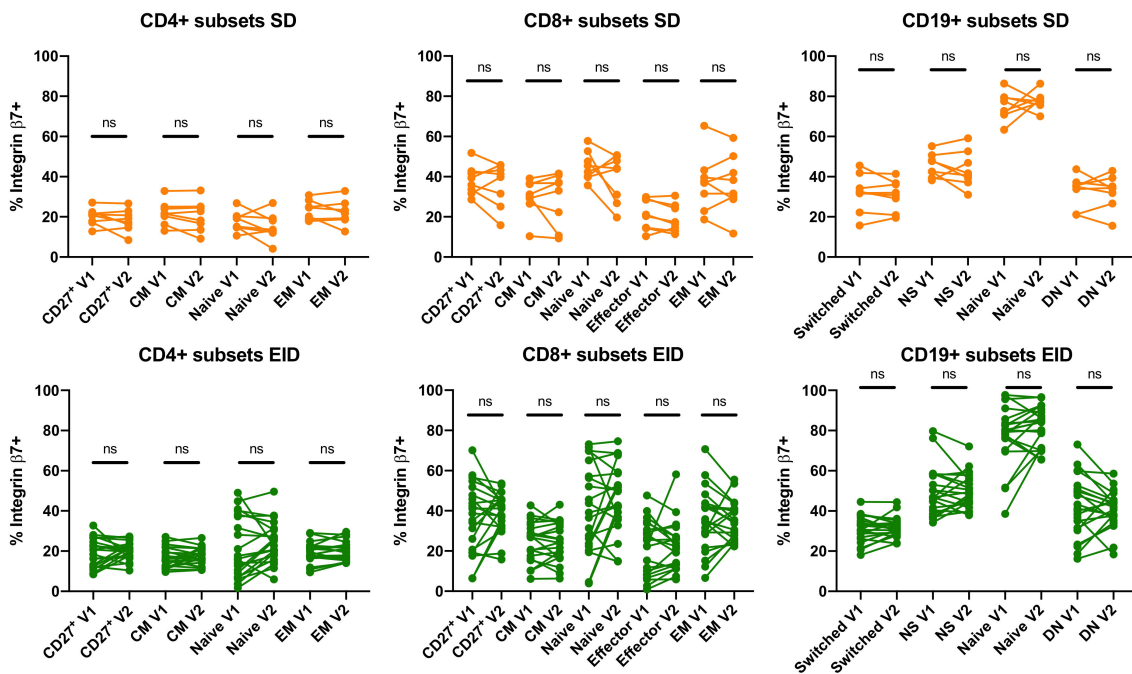 CD4+ subsets SD
% Integrin β7+
100
80
60
40
20
0
ns
ns
ns
ns
CD27⁺ V1
CD27⁺ V2
CM V1
CM V2
Naive V1
Naive V2
EM V1
EM V2
CD8+ subsets SD
% Integrin β7+
100
80
60
40
20
0
ns
ns
ns
ns
ns
CD27⁺ V1
CD27⁺ V2
CM V1
CM V2
Naive V1
Naive V2
Effector V1
Effector V2
EM V1
EM V2
CD19+ subsets SD
% Integrin β7+
100
80
60
40
20
0
ns
ns
ns
ns
Switched V1
Switched V2
NS V1
NS V2
Naive V1
Naive V2
DN V1
DN V2
CD4+ subsets EID
% Integrin β7+
100
80
60
40
20
0
ns
ns
ns
ns
CD27⁺ V1
CD27⁺ V2
CM V1
CM V2
Naive V1
Naive V2
EM V1
EM V2
CD8+ subsets EID
% Integrin β7+
100
80
60
40
20
0
ns
ns
ns
ns
ns
CD27⁺ V1
CD27⁺ V2
CM V1
CM V2
Naive V1
Naive V2
Effector V1
Effector V2
EM V1
EM V2
CD19+ subsets EID
% Integrin β7+
100
80
60
40
20
0
ns
ns
ns
ns
Switched V1
Switched V2
NS V1
NS V2
Naive V1
Naive V2
DN V1
DN V2